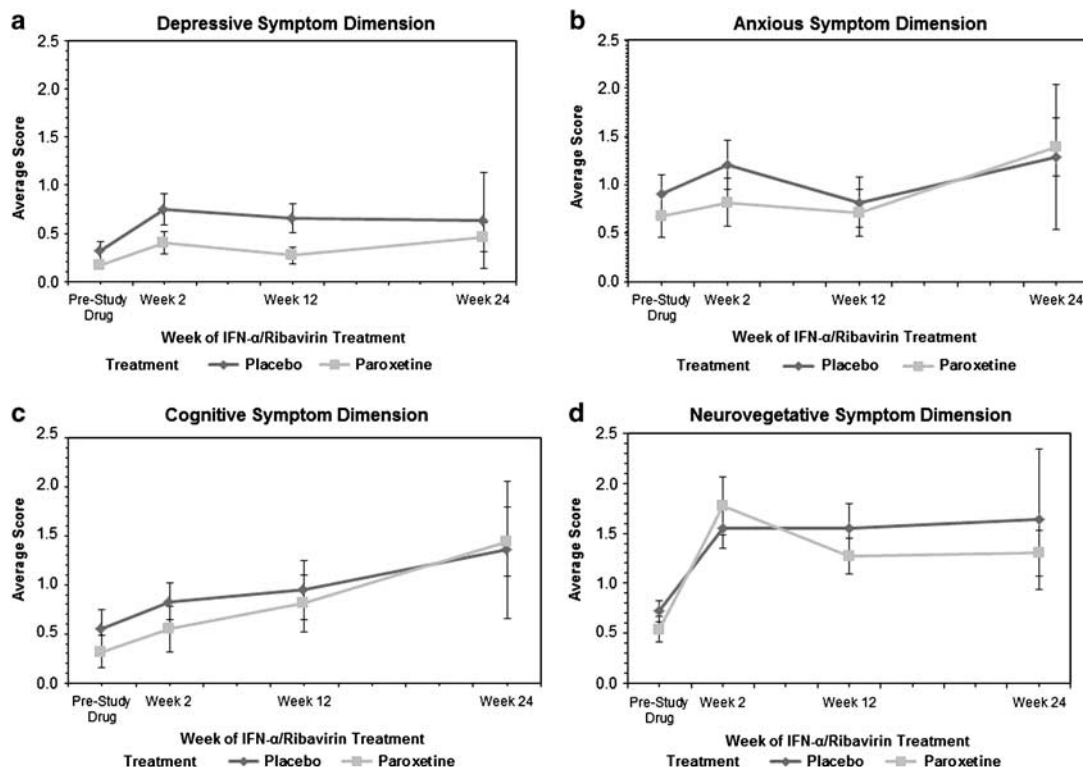 a
Depressive Symptom Dimension
2.5
2.0
1.5
1.0
0.5
0.0
Average Score
Pre-Study Drug
Week 2
Week 12
Week 24
Week of IFN-α/Ribavirin Treatment
Treatment Placebo Paroxetine
b
Anxious Symptom Dimension
2.5
2.0
1.5
1.0
0.5
0.0
Average Score
Pre-Study Drug
Week 2
Week 12
Week 24
Week of IFN-α/Ribavirin Treatment
Treatment Placebo Paroxetine
c
Cognitive Symptom Dimension
2.5
2.0
1.5
1.0
0.5
0.0
Average Score
Pre-Study Drug
Week 2
Week 12
Week 24
Week of IFN-α/Ribavirin Treatment
Treatment Placebo Paroxetine
d
Neurovegetative Symptom Dimension
2.5
2.0
1.5
1.0
0.5
0.0
Average Score
Pre-Study Drug
Week 2
Week 12
Week 24
Week of IFN-α/Ribavirin Treatment
Treatment Placebo Paroxetine